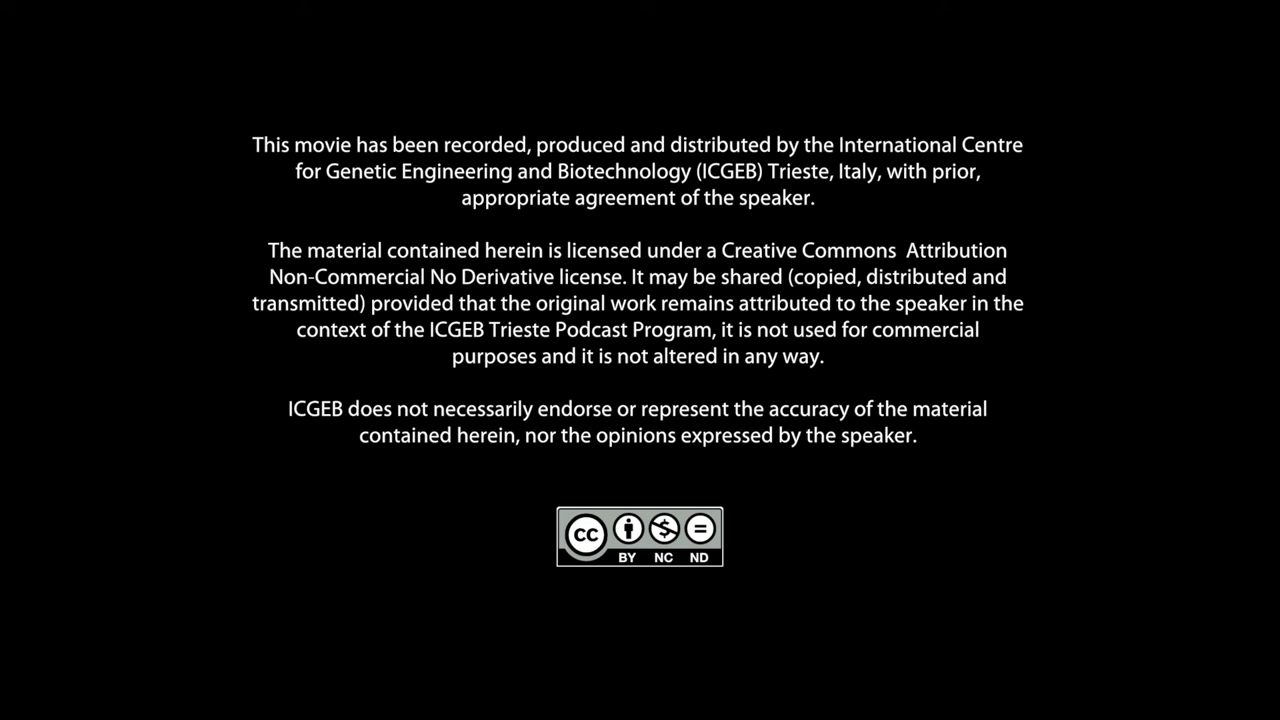 This movie has been recorded, produced and distributed by the International Centre
for Genetic Engineering and Biotechnology (ICGEB) Trieste, Italy, with prior,
appropriate agreement of the speaker.
The material contained herein is licensed under a Creative Commons  Attribution
Non-Commercial No Derivative license. It may be shared (copied, distributed and
transmitted) provided that the original work remains attributed to the speaker in the
context of the ICGEB Trieste Podcast Program, it is not used for commercial
purposes and it is not altered in any way.
ICGEB does not necessarily endorse or represent the accuracy of the material
contained herein, nor the opinions expressed by the speaker.
CC
BY NC ND